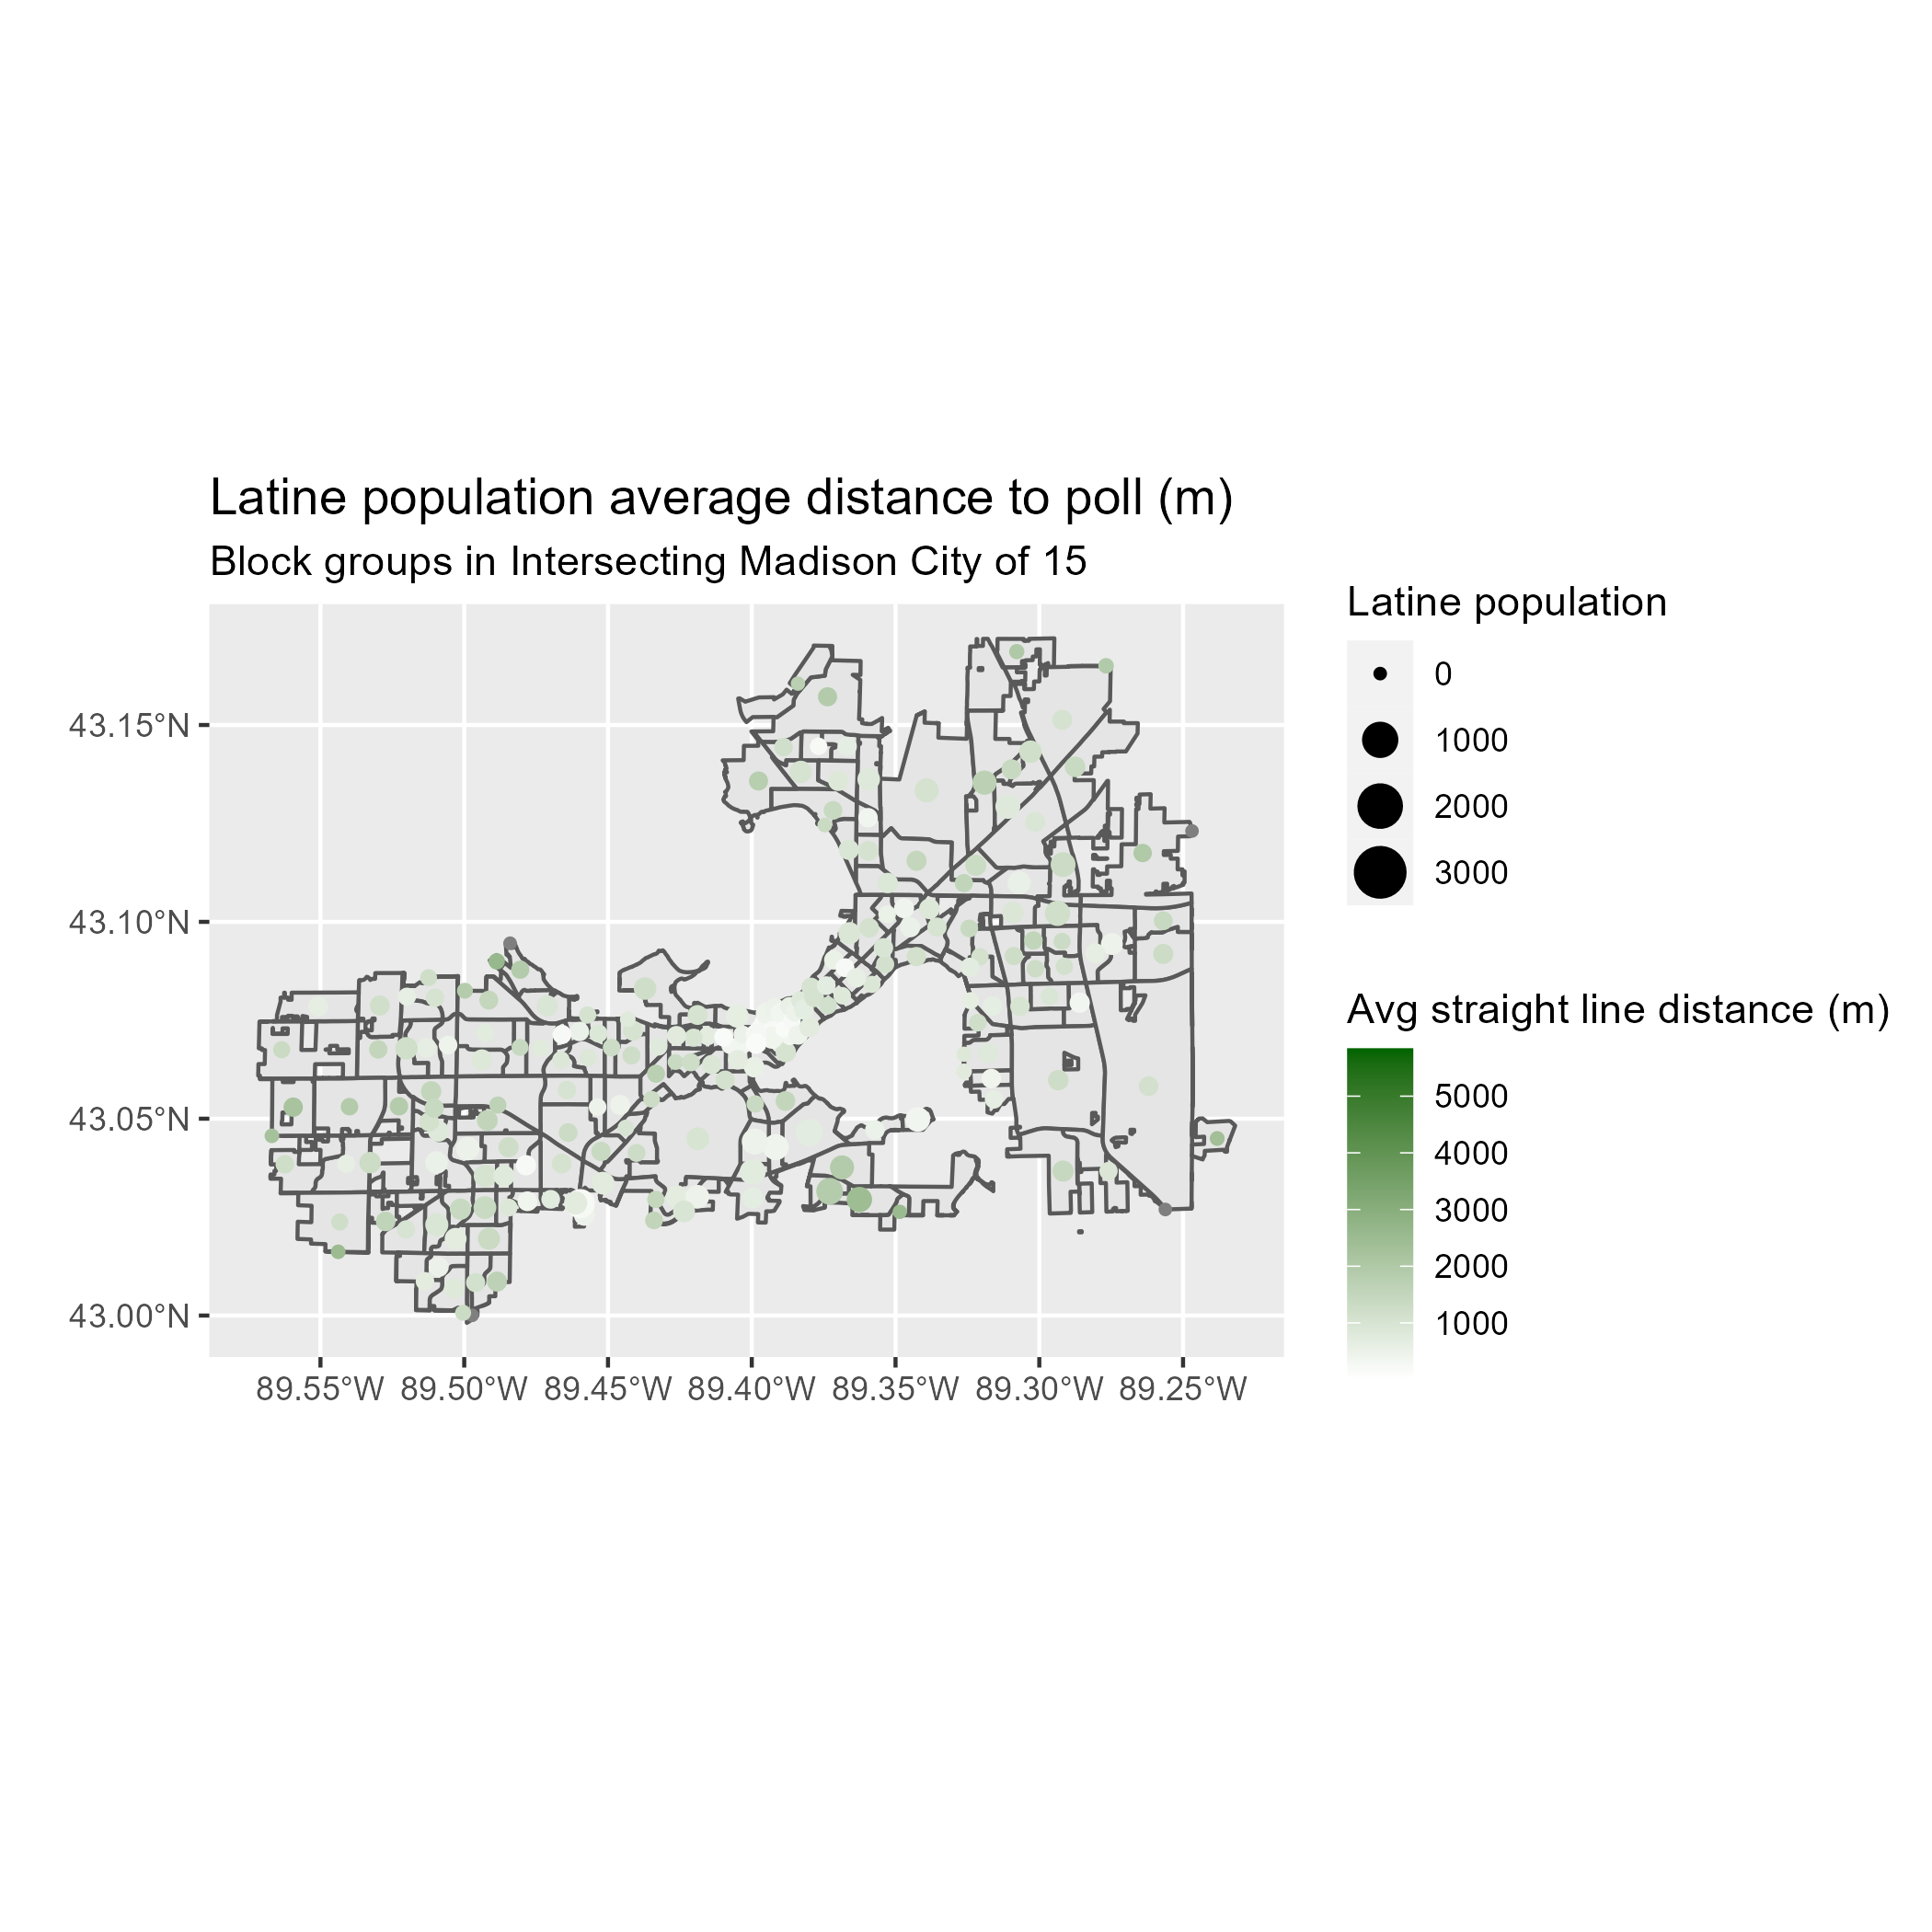 Latine population average distance to poll (m)
Block groups in Intersecting Madison City of 15
Latine population
0
1000
2000
3000
Avg straight line distance (m)
5000
4000
3000
2000
1000
43.15°N
43.10°N
43.05°N
43.00°N
89.55°W 89.50°W 89.45°W 89.40°W 89.35°W 89.30°W 89.25°W